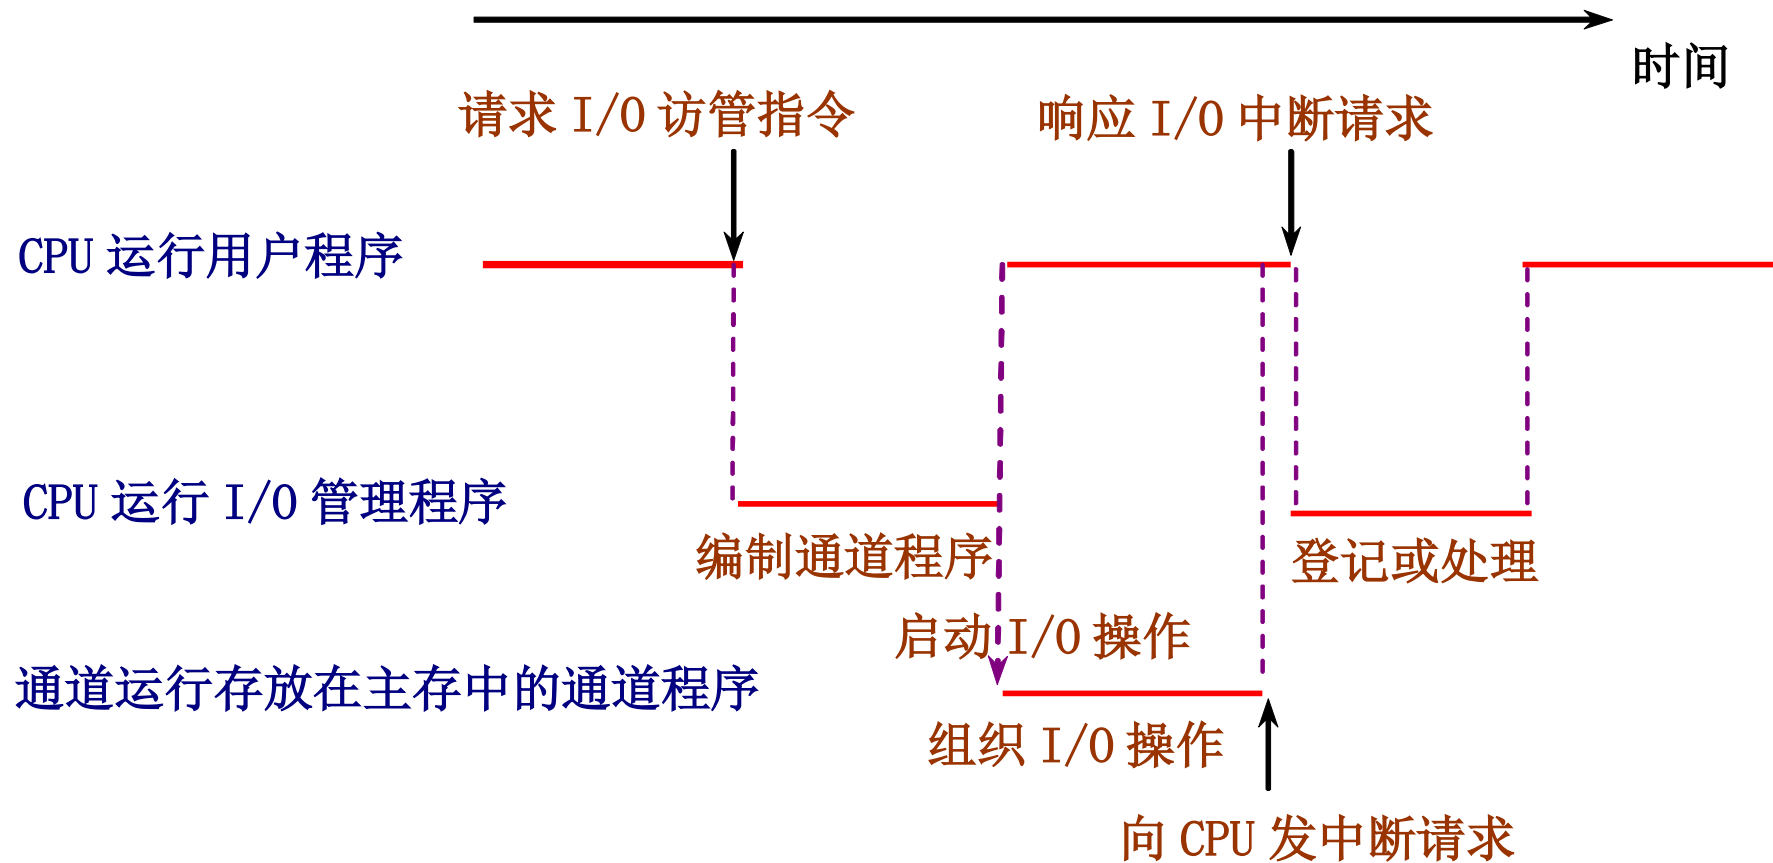 时间
请求 I/O 访管指令
响应 I/O 中断请求
CPU 运行用户程序
CPU 运行 I/O 管理程序
编制通道程序
登记或处理
启动 I/O 操作
通道运行存放在主存中的通道程序
组织 I/O 操作
向 CPU 发中断请求